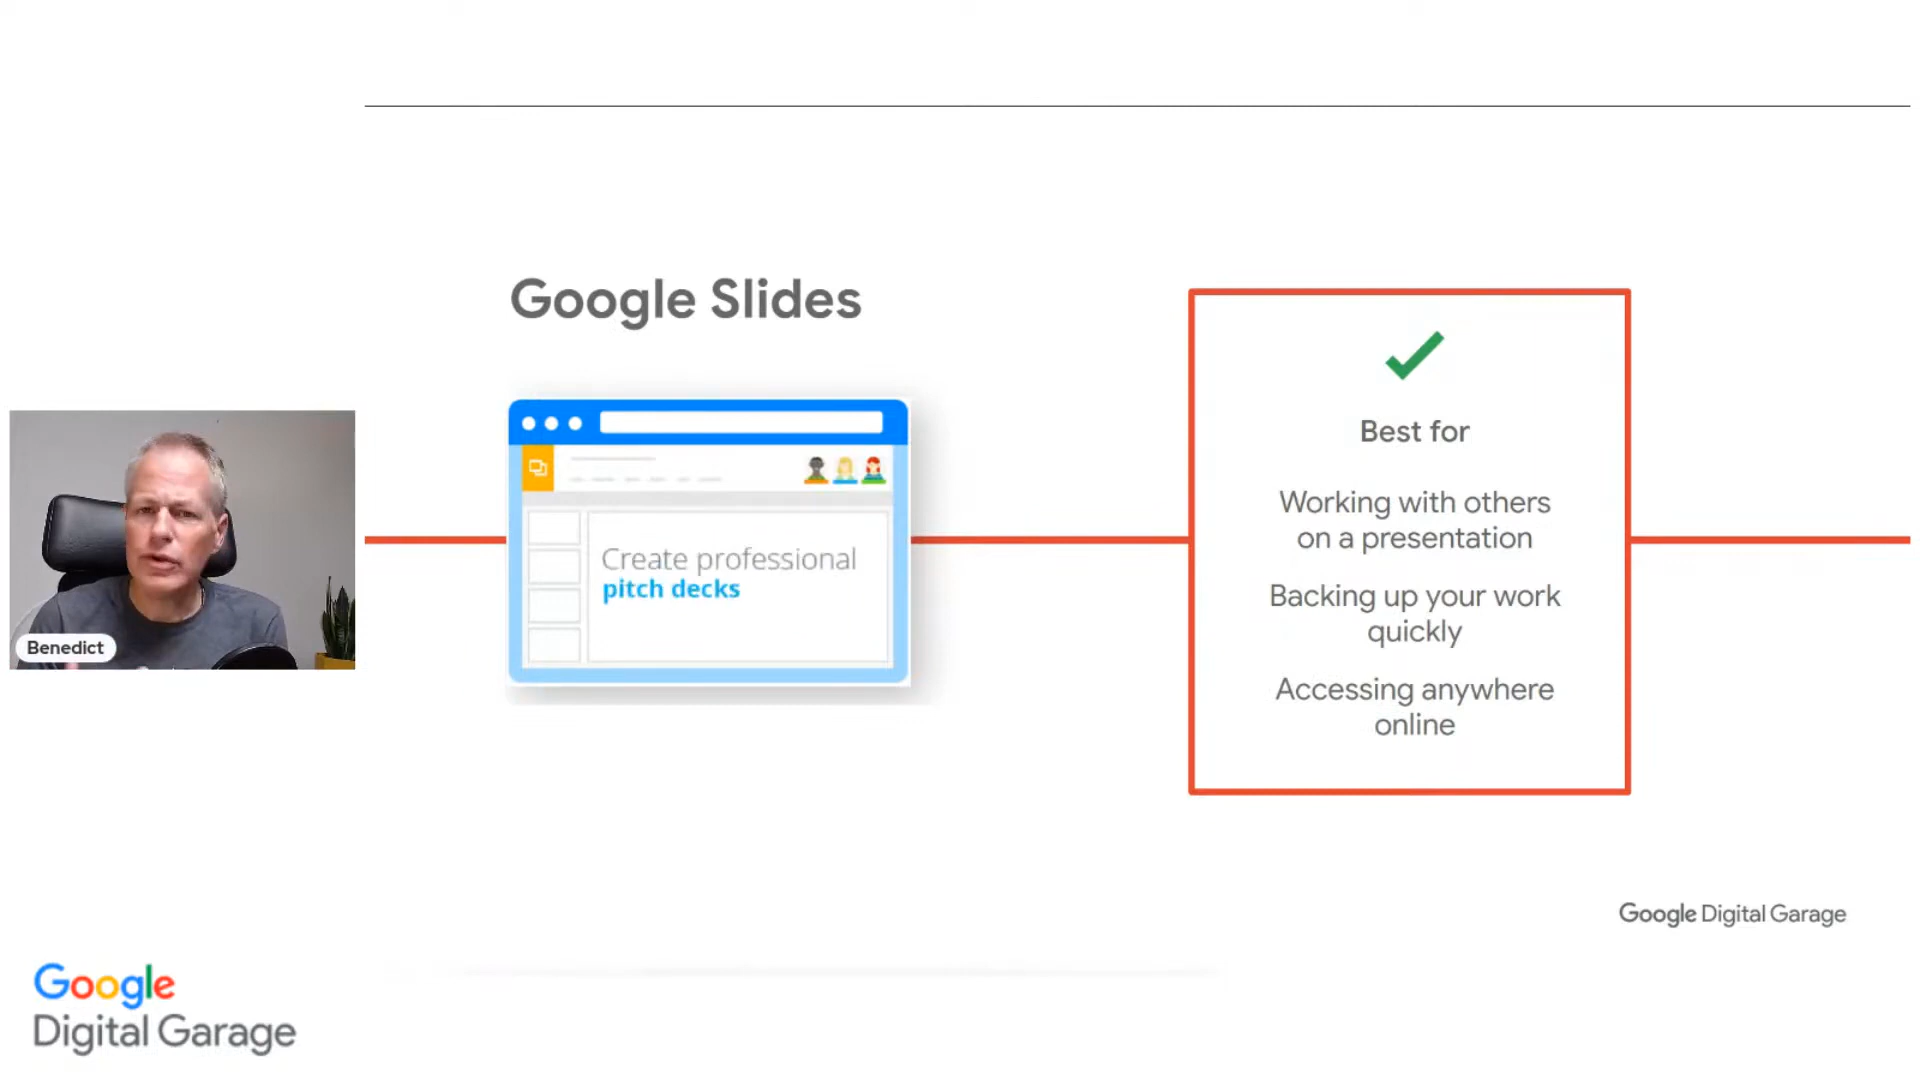 Google Slides
Create professional
pitch decks
Best for
Working with others
on a presentation
Backing up your work
quickly
Accessing anywhere
online
Benedict
Google Digital Garage
Google
Digital Garage